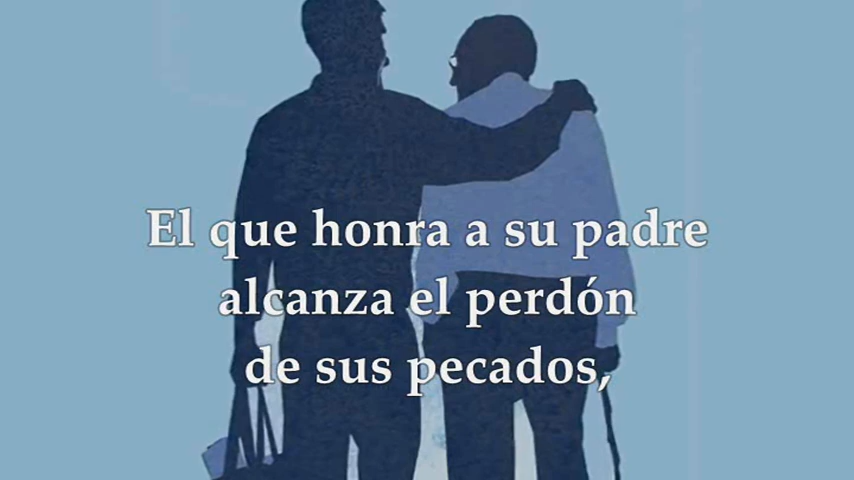 El que honra a su padre
alcanza el perdón
de sus pecados,